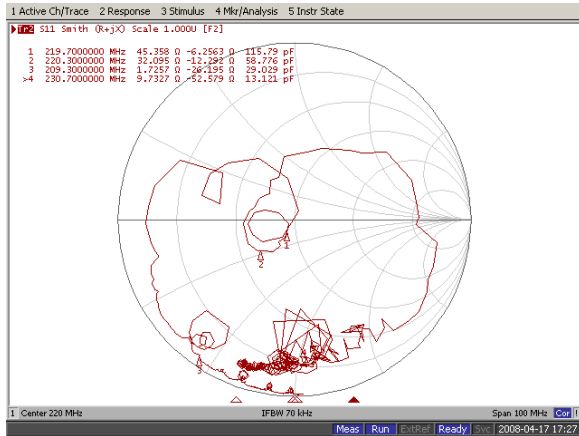 1 Active Ch/Trace 2 Response 3 Stimulus 4 Mkr/Analysis 5 Instr State
Tr2 S11 Smith (R+jX) Scale 1.000U [F2]
1 219.7000000 MHz 45.358 Ω -6.2563 Ω 115.79 pF
2 220.3000000 MHz 32.095 Ω -12.292 Ω 58.776 pF
3 209.3000000 MHz 1.7257 Ω -26.195 Ω 29.029 pF
>4 230.7000000 MHz 9.7327 Ω -52.579 Ω 13.121 pF
1
2
3
1 Center 220 MHz IFBW 70 kHz Span 100 MHz Cor !
Meas Run ExtRef Ready Svc 2008-04-17 17:27